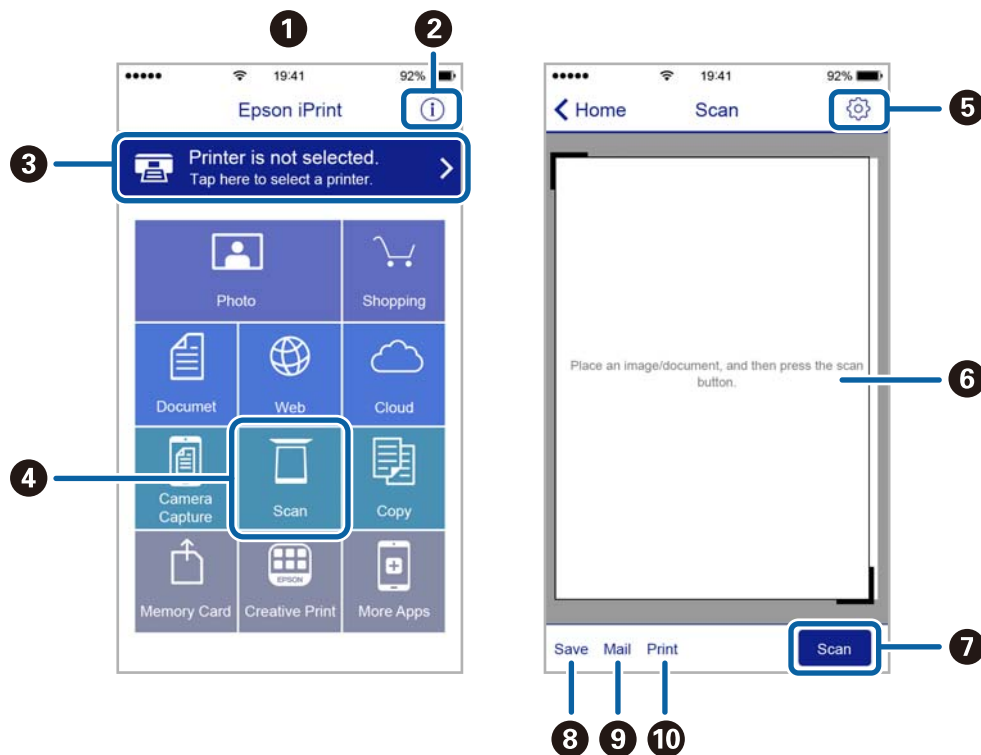 1 2
19:41 92%
Epson iPrint
3
Printer is not selected.
Tap here to select a printer.
Photo Shopping
Documet Web Cloud
4
Camera
Capture
Scan Copy
EPSON
Memory Card Creative Print More Apps
19:41 92%
Home Scan
5
Place an image/document, and then press the scan
button.
6
Save Mail Print Scan
7
8 9 10